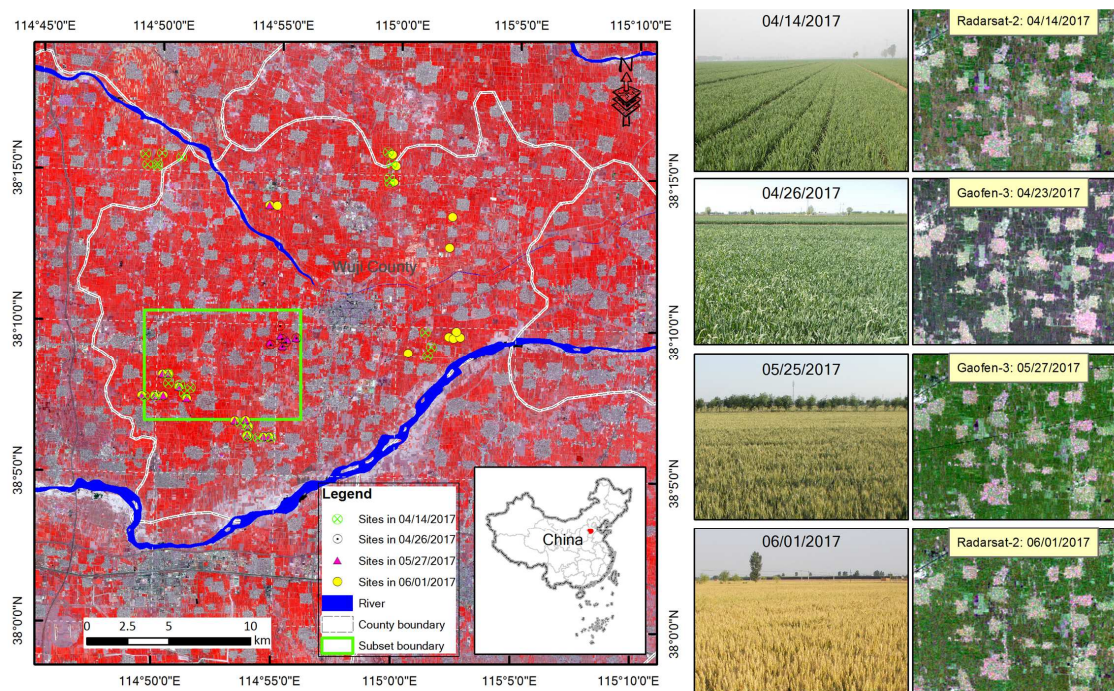 114°45'0"E
114°50'0"E
114°55'0"E
115°0'0"E
115°5'0"E
115°10'0"E
38°15'0"N
38°10'0"N
38°5'0"N
38°0'0"N
N
Wuji County
38°15'0"N
38°10'0"N
38°5'0"N
38°0'0"N
Legend
Sites in 04/14/2017
Sites in 04/26/2017
Sites in 05/27/2017
Sites in 06/01/2017
River
County boundary
Subset boundary
China
0 2.5 5 10
km
114°50'0"E
114°55'0"E
115°0'0"E
115°5'0"E
115°10'0"E
04/14/2017
Radarsat-2: 04/14/2017
04/26/2017
Gaofen-3: 04/23/2017
05/25/2017
Gaofen-3: 05/27/2017
06/01/2017
Radarsat-2: 06/01/2017